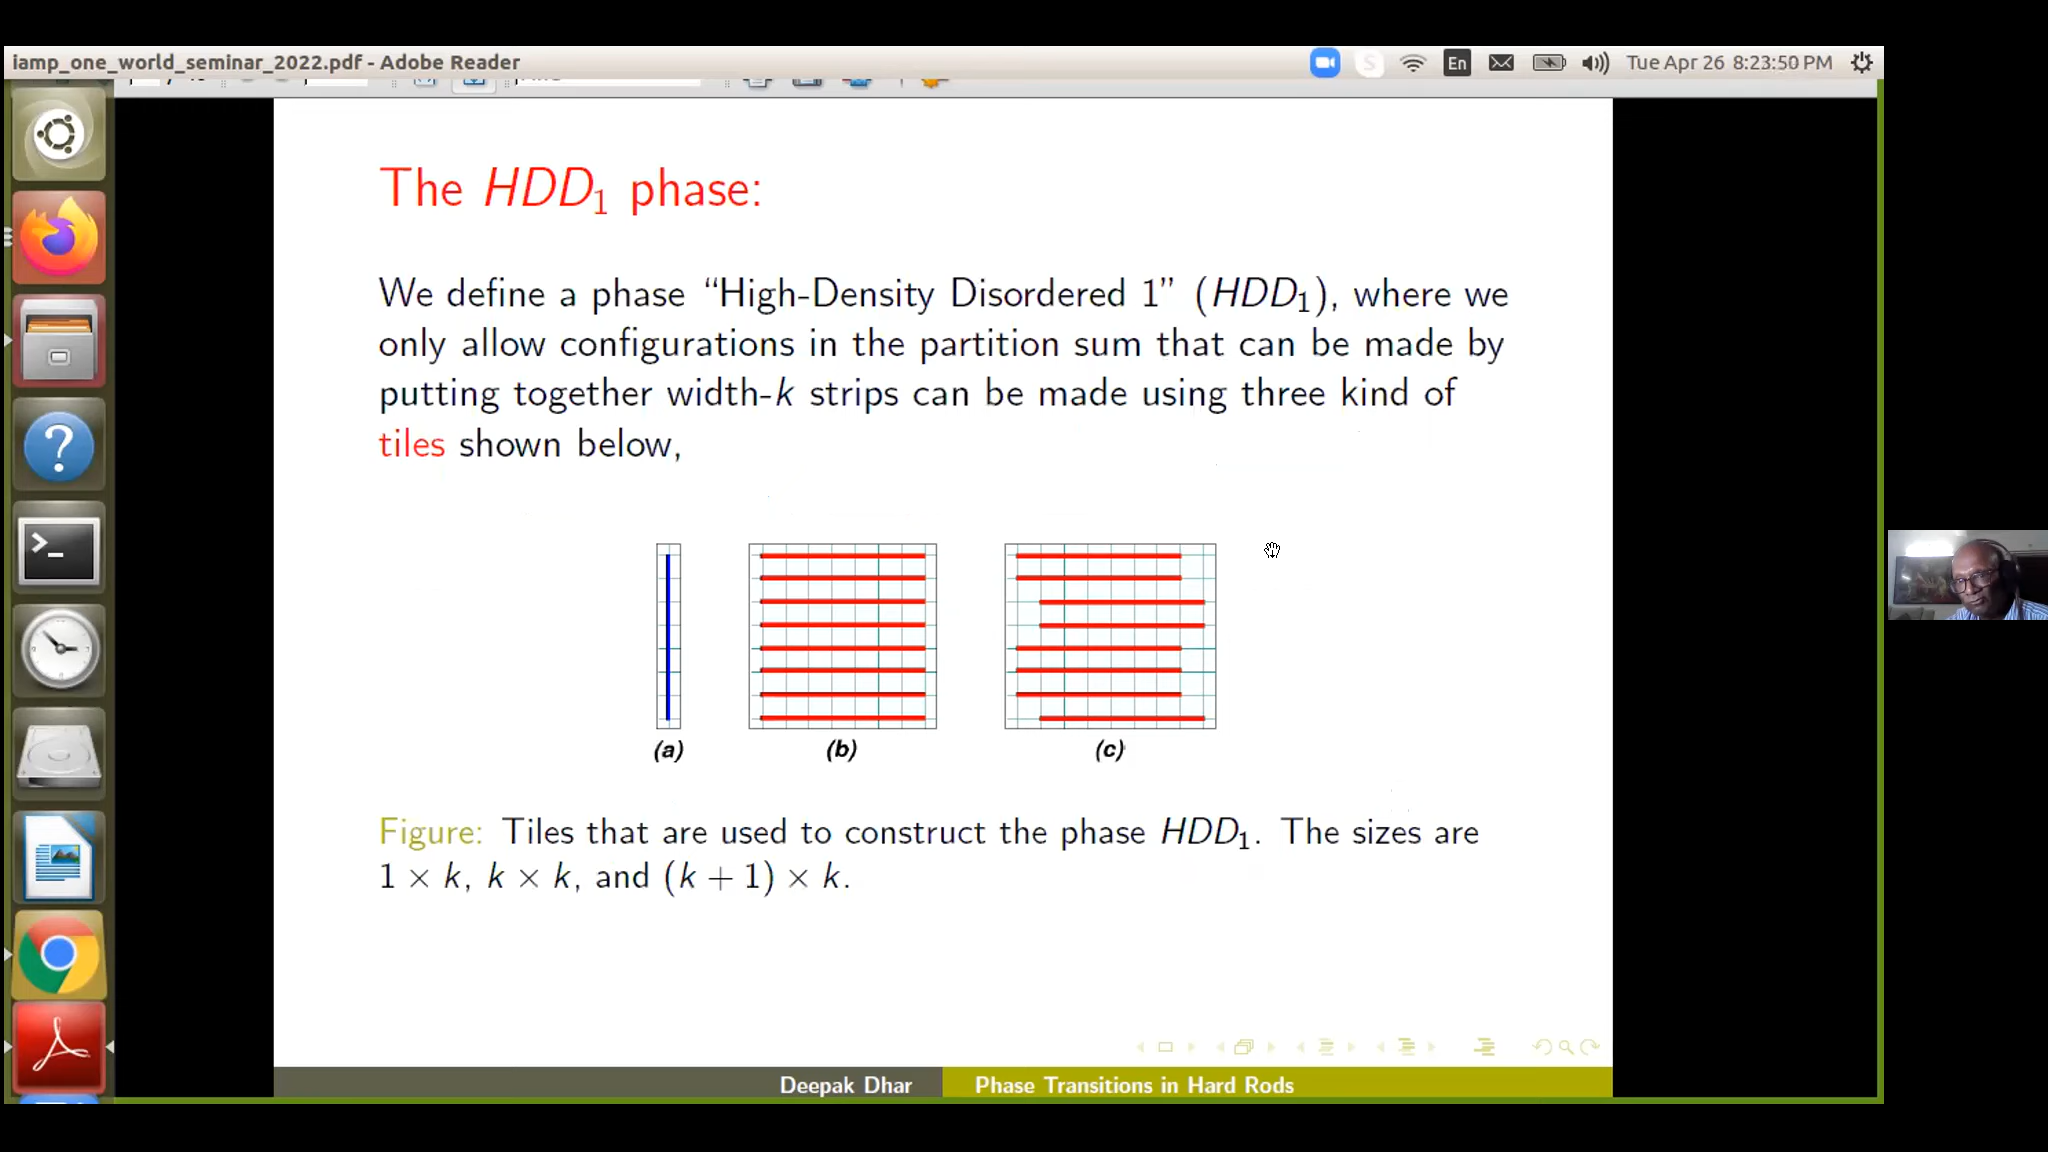 iamp_one_world_seminar_2022.pdf - Adobe Reader
En
Tue Apr 26 8:23:50 PM
The HDD₁ phase:
We define a phase “High-Density Disordered 1” (HDD₁), where we
only allow configurations in the partition sum that can be made by
putting together width-k strips can be made using three kind of
tiles shown below,
(a) (b) (c)
Figure: Tiles that are used to construct the phase HDD₁. The sizes are
1 × k, k × k, and (k + 1) × k.
Deepak Dhar Phase Transitions in Hard Rods